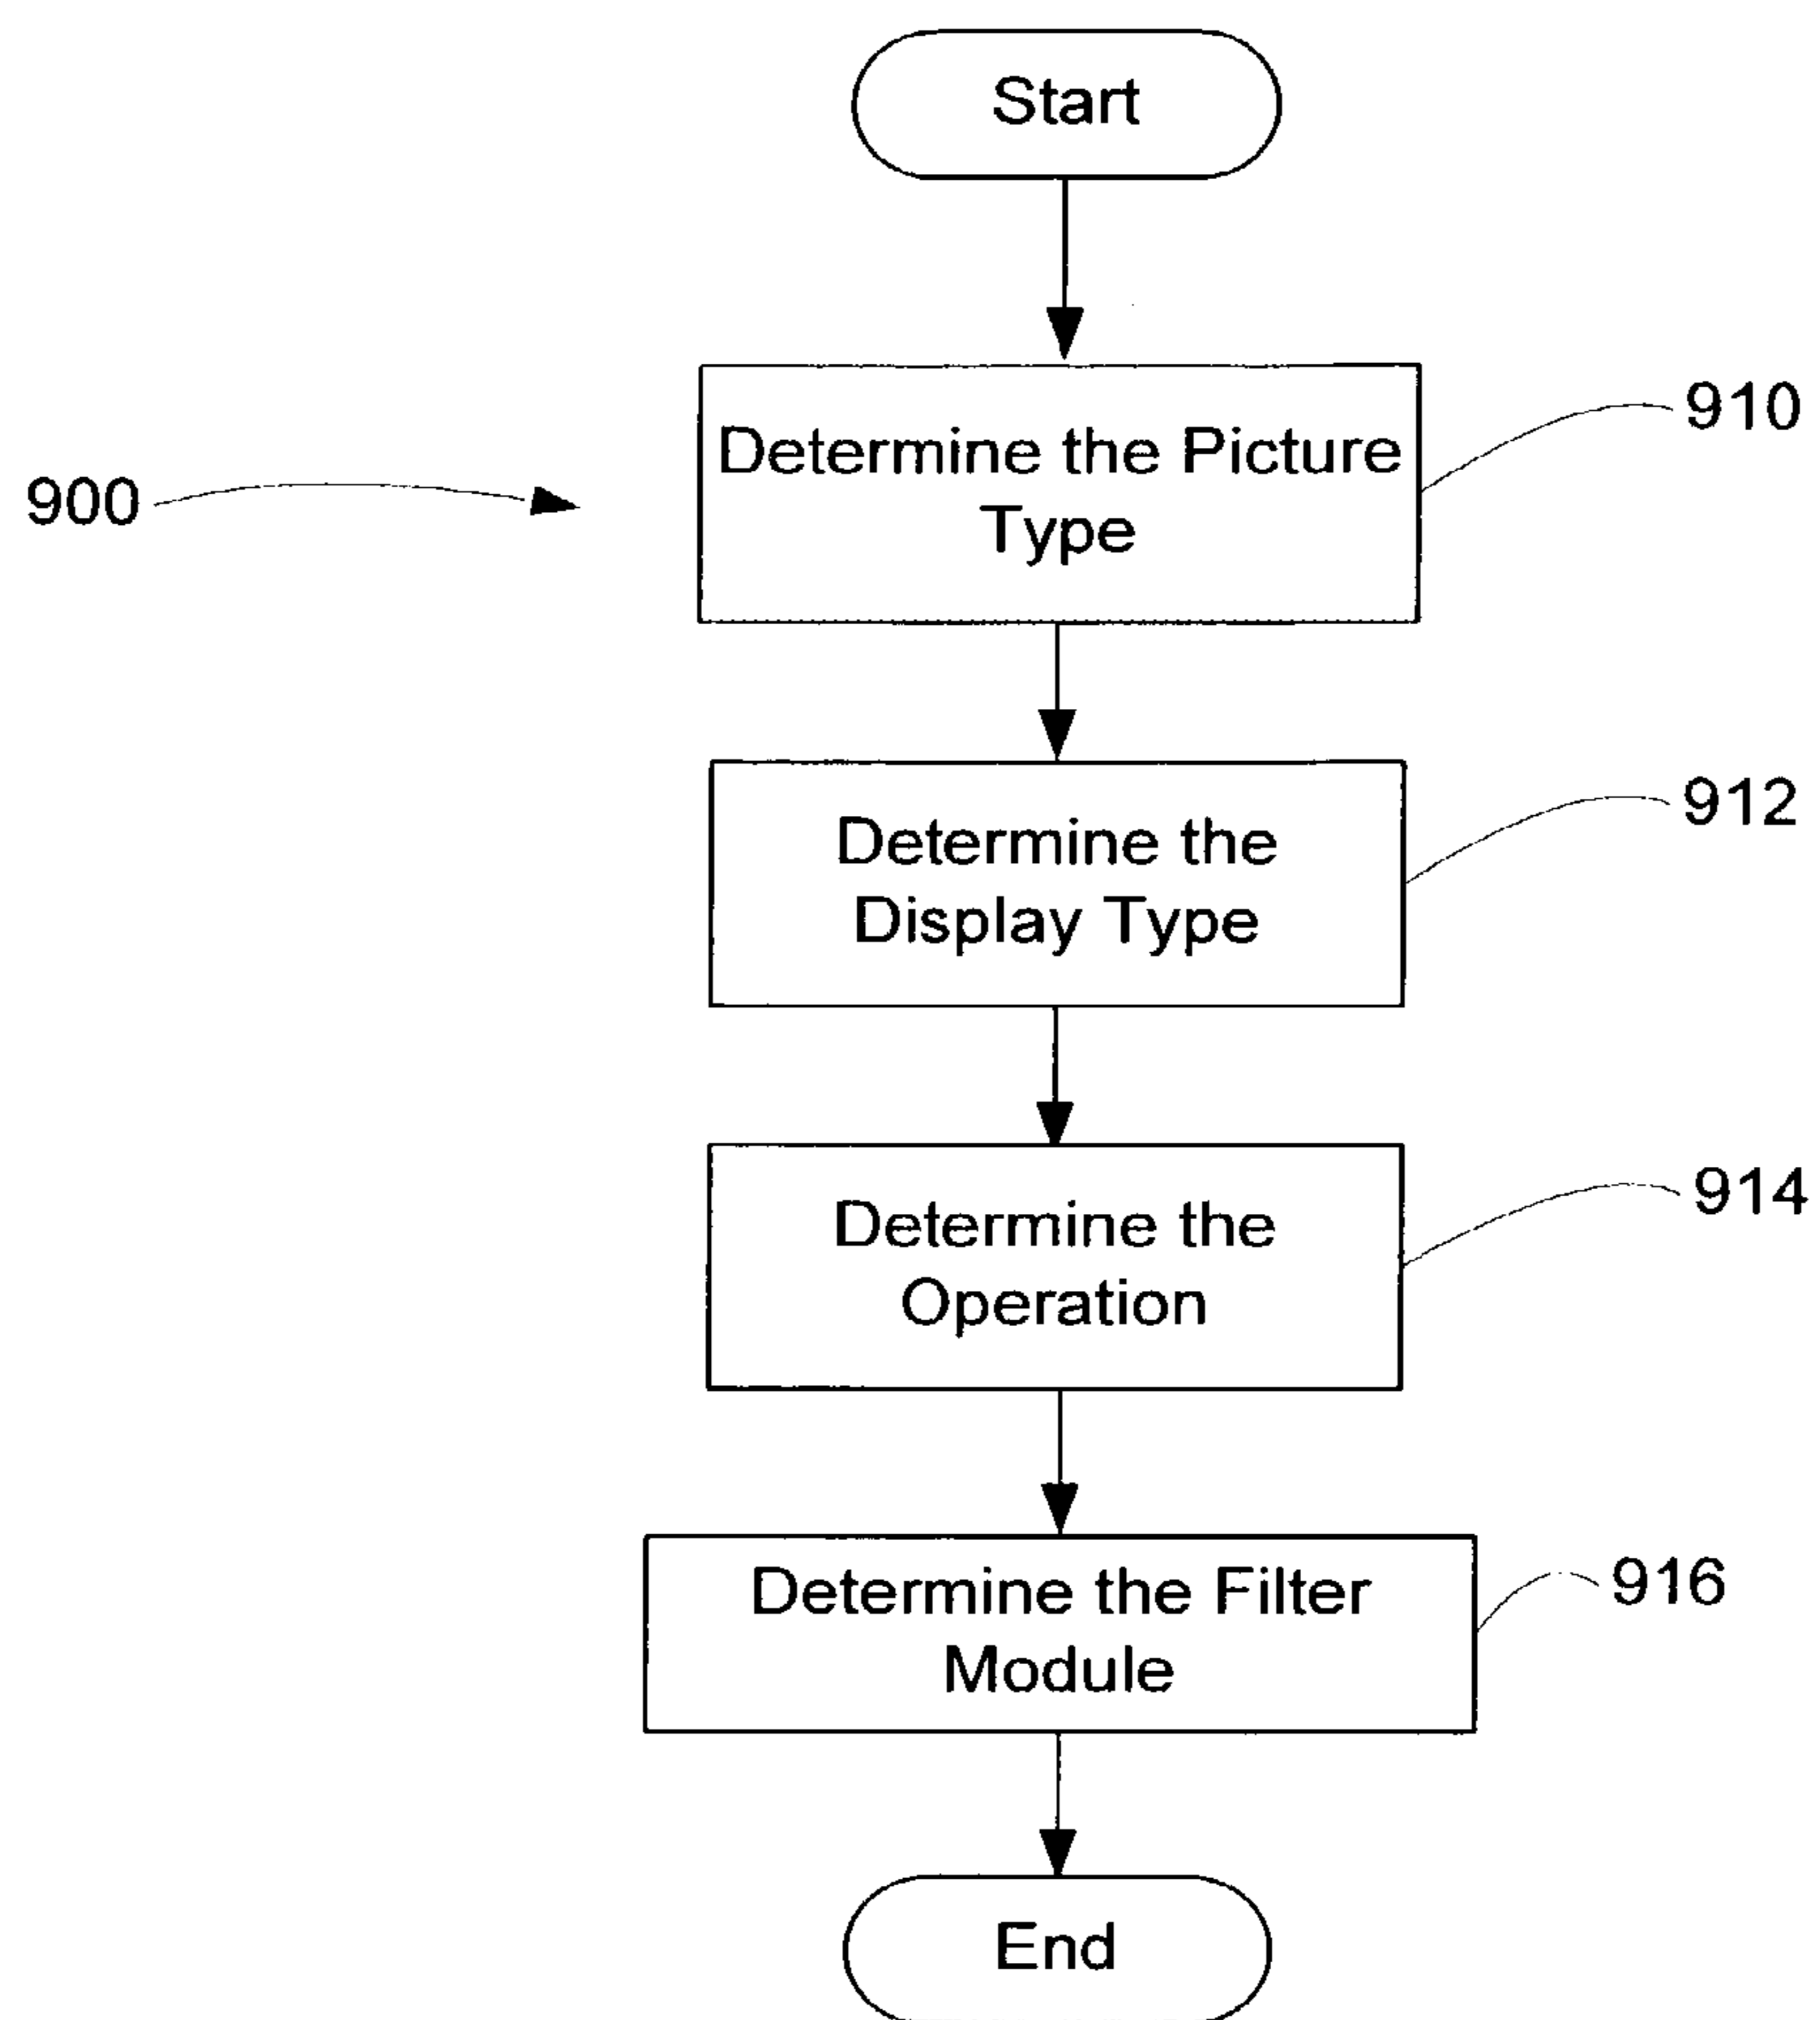 Start
Determine the Picture
Type
910
900
Determine the
Display Type
912
Determine the
Operation
914
Determine the Filter
Module
916
End